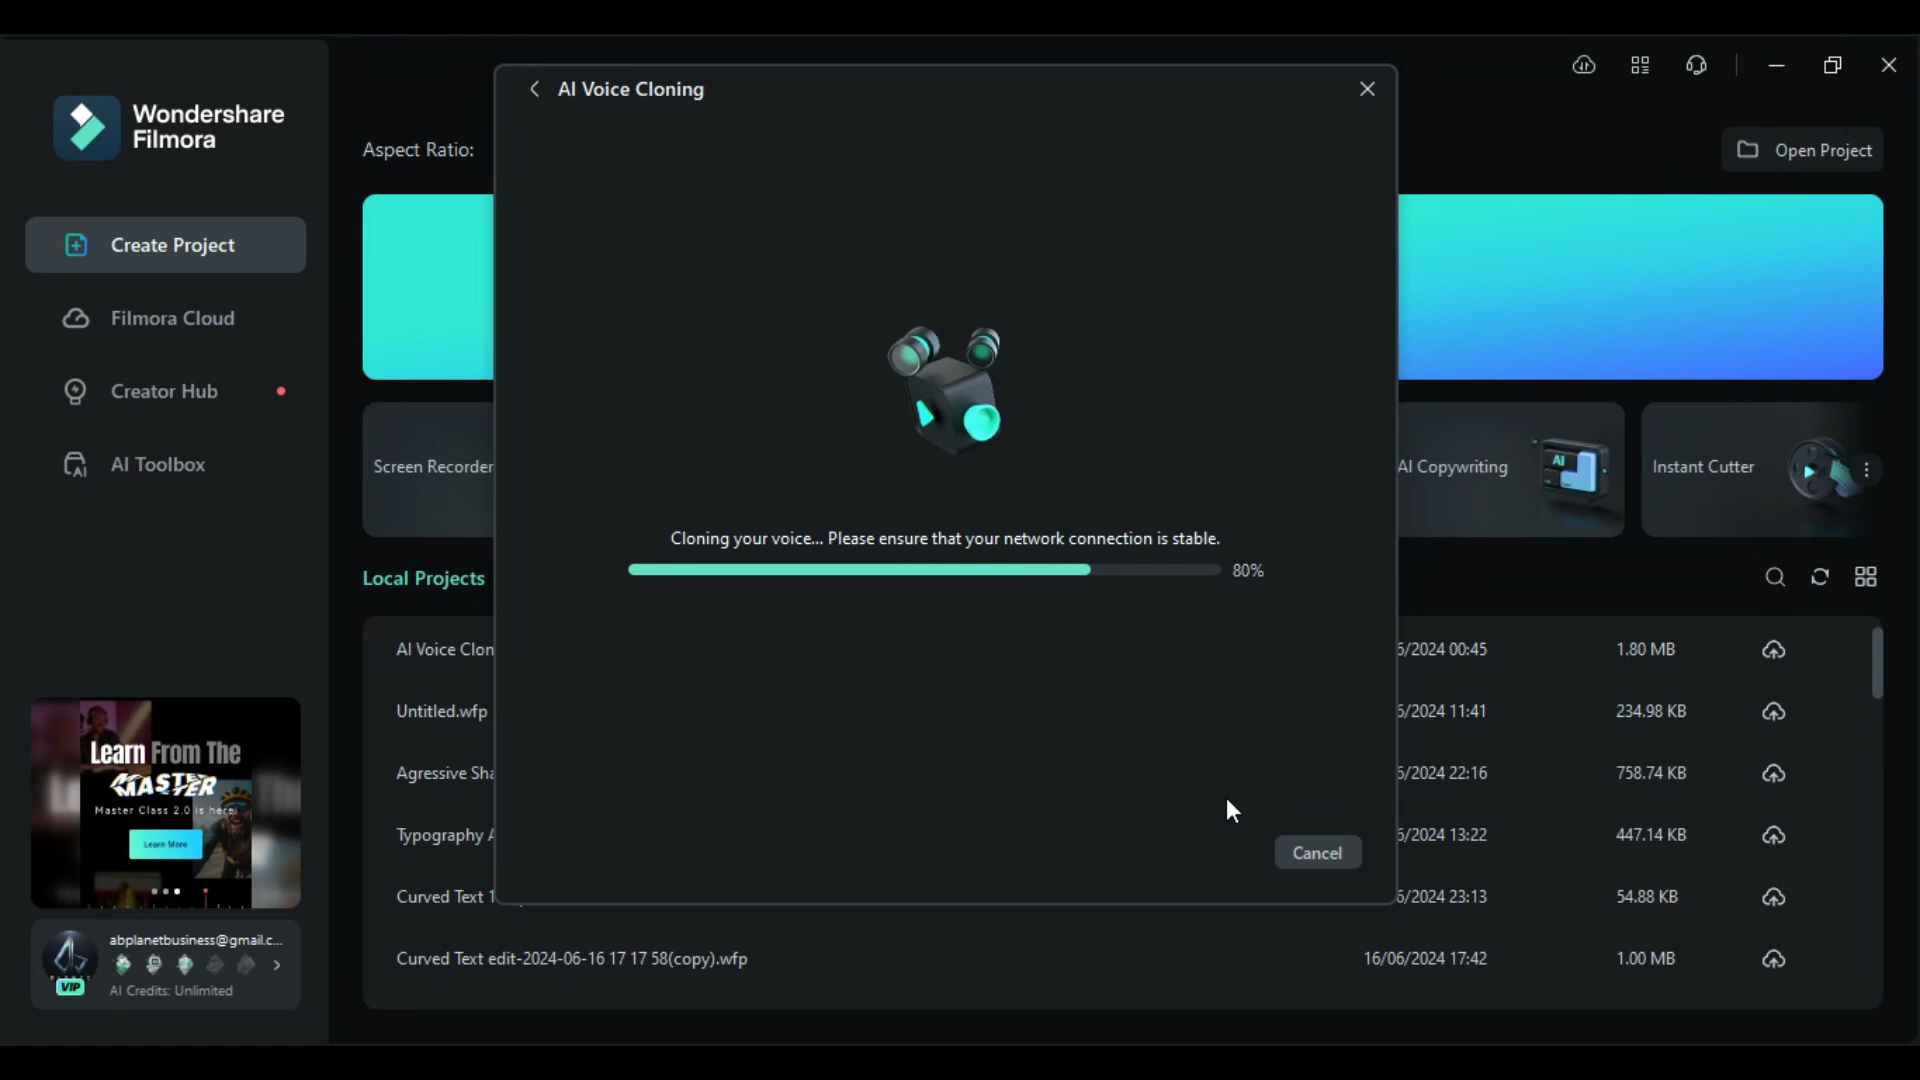 Wondershare
Filmora
Create Project
Filmora Cloud
Creator Hub
AI Toolbox
Learn From The
MASTER
Master Class 2.0 is here!
Learn More
abplanetbusiness@gmail.c...
VIP
AI Credits: Unlimited
Aspect Ratio:
Open Project
AI Voice Cloning
Cloning your voice... Please ensure that your network connection is stable.
80%
Cancel
Screen Recorder
AI Copywriting
AI
Instant Cutter
Local Projects
AI Voice Clon
6/2024 00:45
1.80 MB
Untitled.wfp
6/2024 11:41
234.98 KB
Agressive Sha
6/2024 22:16
758.74 KB
Typography A
6/2024 13:22
447.14 KB
Curved Text 1
6/2024 23:13
54.88 KB
Curved Text edit-2024-06-16 17 17 58(copy).wfp
16/06/2024 17:42
1.00 MB